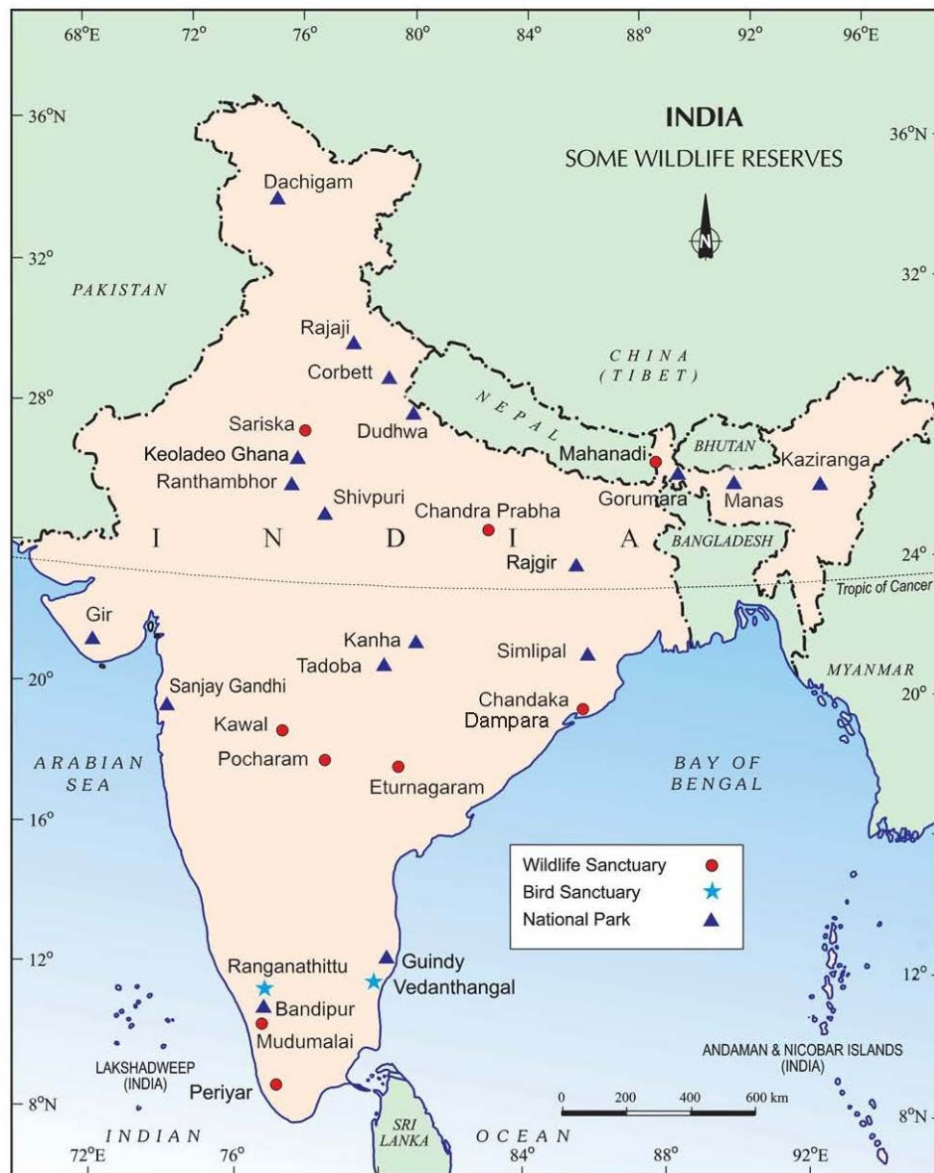 68°E
72°
76°
80°
84°
88°
92°
96°E
36°N
36°N
INDIA
SOME WILDLIFE RESERVES
N
Dachigam
32°
32°
PAKISTAN
Rajaji
CHINA
(TIBET)
Corbett
28°
28°
NEPAL
Sariska
Dudhwa
Mahanadi
BHUTAN
Kaziranga
Keoladeo Ghana
Ranthambhor
Gorumara
Manas
Shivpuri
Chandra Prabha
INDIA
BANGLADESH
24°
24°
Rajgir
Tropic of Cancer
Gir
Kanha
Simlipal
Tadoba
MYANMAR
20°
20°
Sanjay Gandhi
Chandaka
Dampara
Kawal
Pocharam
ARABIAN
SEA
BAY OF
BENGAL
Eturnagaram
16°
16°
Wildlife Sanctuary
Bird Sanctuary
National Park
12°
12°
Ranganathittu
Guindy
Vedanthangal
Bandipur
Mudumalai
LAKSHADWEEP
(INDIA)
ANDAMAN & NICOBAR ISLANDS
(INDIA)
Periyar
8°N
8°N
0 200 400 600 km
INDIAN OCEAN
SRI
LANKA
72°E
76°
84°
88°
92°E